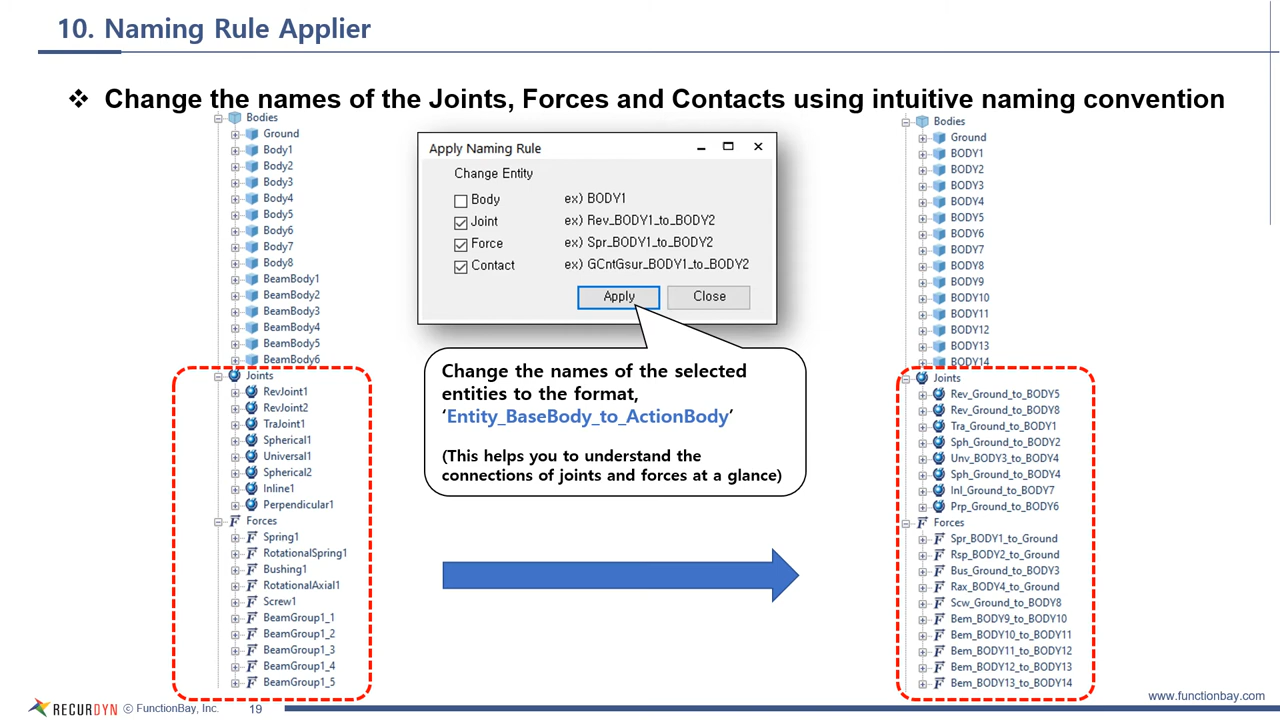 10. Naming Rule Applier
❖ Change the names of the Joints, Forces and Contacts using intuitive naming convention
Bodies
Ground
Body1
Body2
Body3
Body4
Body5
Body6
Body7
Body8
BeamBody1
BeamBody2
BeamBody3
BeamBody4
BeamBody5
BeamBody6
Joints
RevJoint1
RevJoint2
TraJoint1
Spherical1
Universal1
Spherical2
Inline1
Perpendicular1
Forces
Spring1
RotationalSpring1
Bushing1
RotationalAxial1
Screw1
BeamGroup1_1
BeamGroup1_2
BeamGroup1_3
BeamGroup1_4
BeamGroup1_5
Apply Naming Rule
Change Entity
Body ex) BODY1
Joint ex) Rev_BODY1_to_BODY2
Force ex) Spr_BODY1_to_BODY2
Contact ex) GCntGsur_BODY1_to_BODY2
Apply Close
Change the names of the selected
entities to the format,
‘Entity_BaseBody_to_ActionBody’
(This helps you to understand the
connections of joints and forces at a glance)
Bodies
Ground
BODY1
BODY2
BODY3
BODY4
BODY5
BODY6
BODY7
BODY8
BODY9
BODY10
BODY11
BODY12
BODY13
BODY14
Joints
Rev_Ground_to_BODY5
Rev_Ground_to_BODY8
Tra_Ground_to_BODY1
Sph_Ground_to_BODY2
Unv_BODY3_to_BODY4
Sph_Ground_to_BODY4
Inl_Ground_to_BODY7
Prp_Ground_to_BODY6
Forces
Spr_BODY1_to_Ground
Rsp_BODY2_to_Ground
Bus_Ground_to_BODY3
Rax_BODY4_to_Ground
Scw_Ground_to_BODY8
Bem_BODY9_to_BODY10
Bem_BODY10_to_BODY11
Bem_BODY11_to_BODY12
Bem_BODY12_to_BODY13
Bem_BODY13_to_BODY14
RECURDYN © FunctionBay, Inc. 19
www.functionbay.com